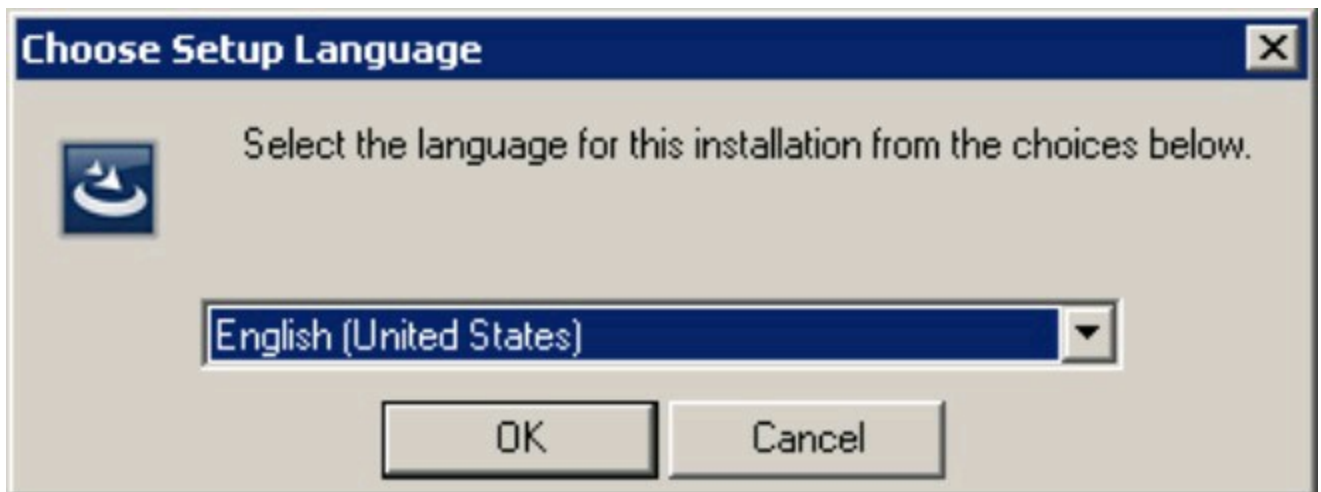 Choose Setup Language
Select the language for this installation from the choices below.
English (United States)
OK
Cancel